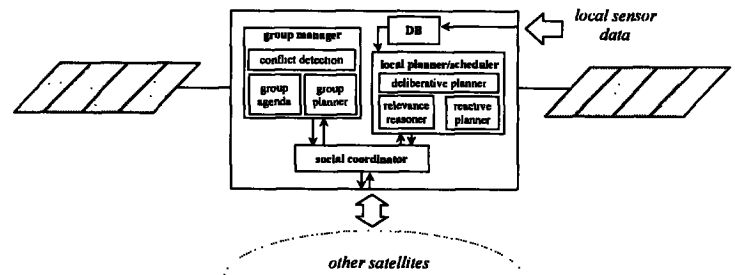 DB
local sensor
data
group manager
conflict detection
group
agenda
group
planner
local planner/scheduler
deliberative planner
relevance
reasoner
reactive
planner
social coordinator
other satellites